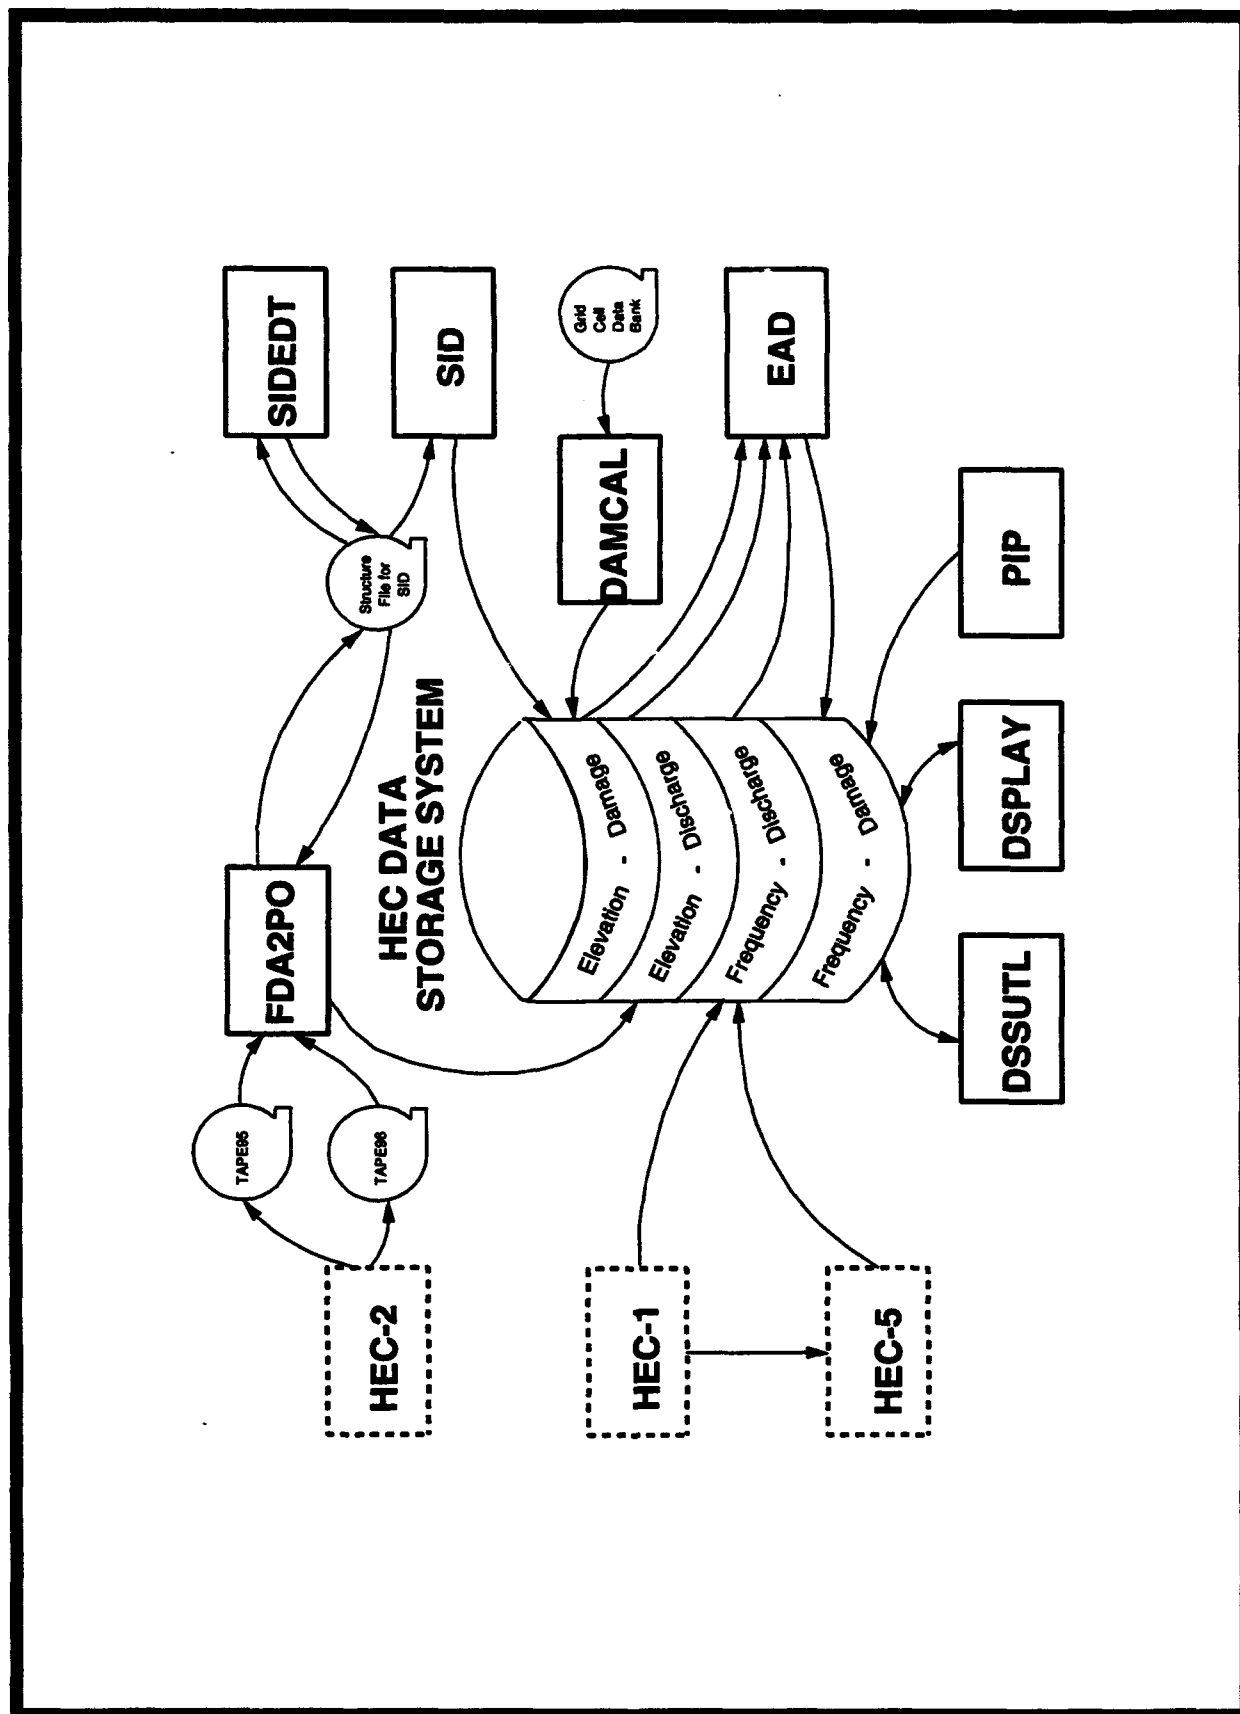 HEC-2
TAPE95
TAPE96
FDA2PO
Structure
File for
SID
SIDEDT
SID
HEC DATA
STORAGE SYSTEM
Grid
Cell
Data
Bank
DAMCAL
HEC-1
Elevation - Damage
Elevation - Discharge
Frequency - Discharge
Frequency - Damage
EAD
HEC-5
DSSUTL
DSPLAY
PIP